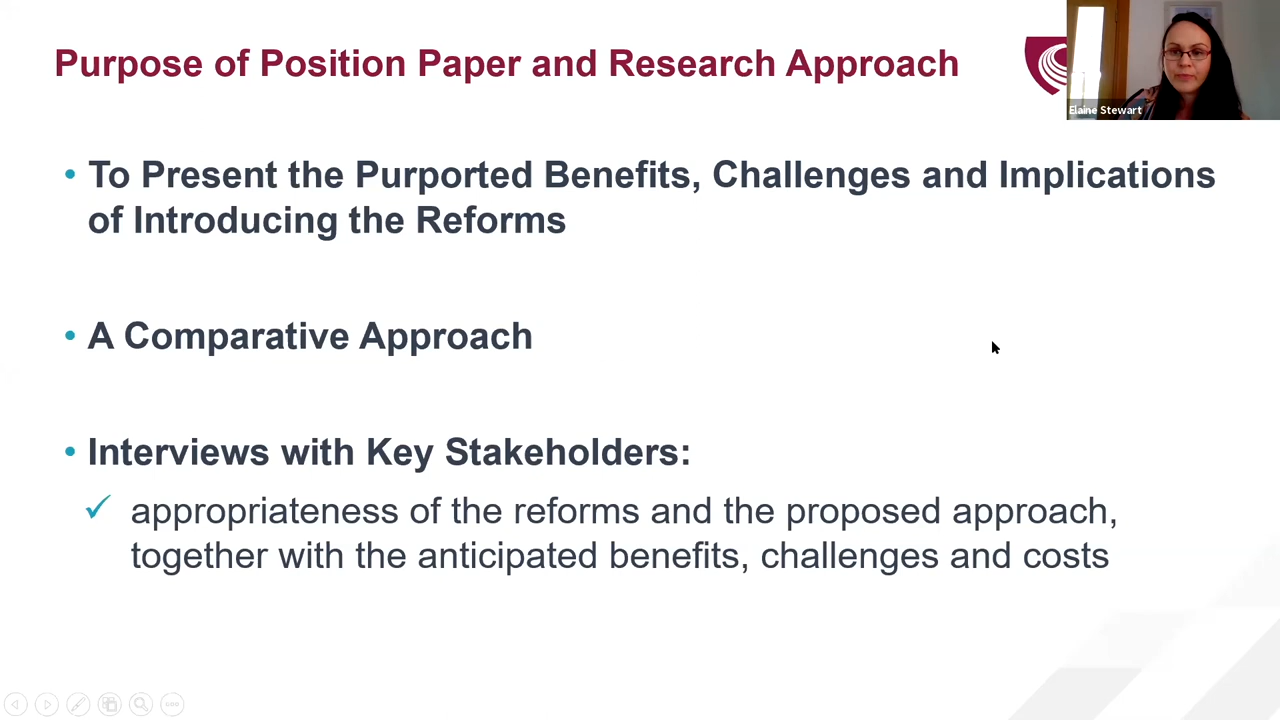 Purpose of Position Paper and Research Approach
Elaine Stewart
• To Present the Purported Benefits, Challenges and Implications
of Introducing the Reforms
• A Comparative Approach
• Interviews with Key Stakeholders:
✓ appropriateness of the reforms and the proposed approach,
together with the anticipated benefits, challenges and costs